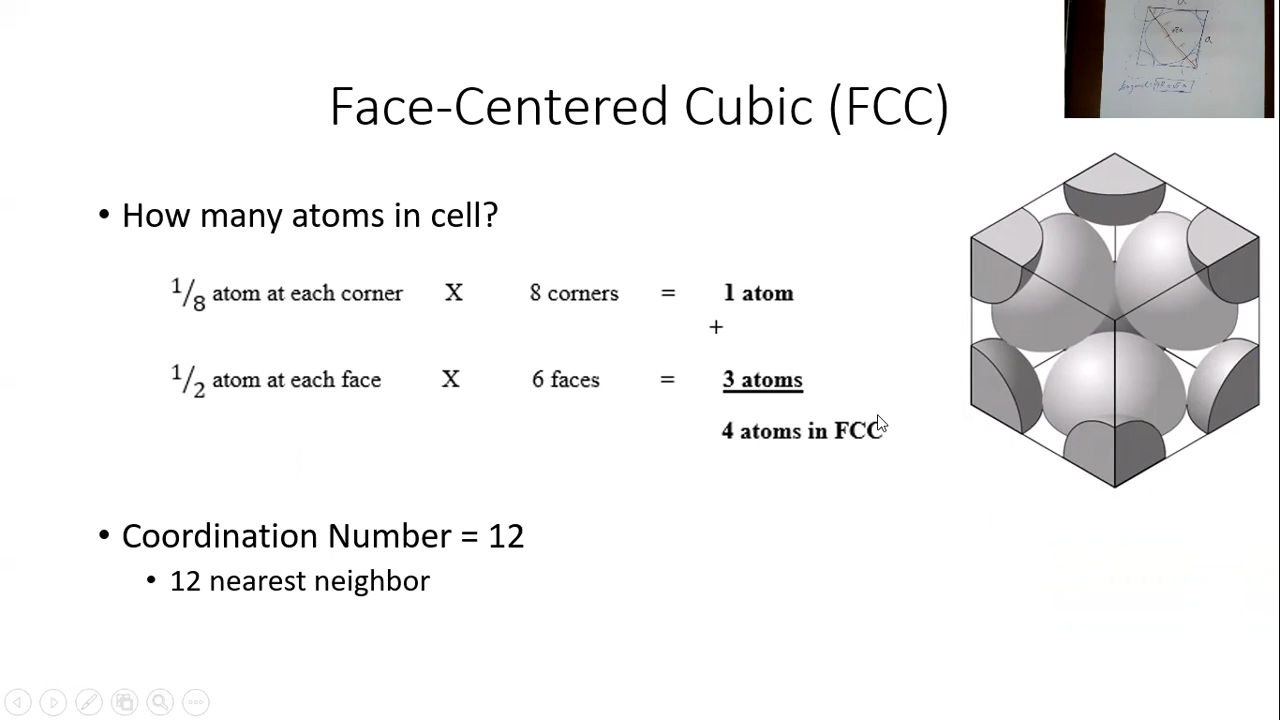 Face-Centered Cubic (FCC)
• How many atoms in cell?
1/8 atom at each corner X 8 corners = 1 atom
+
1/2 atom at each face X 6 faces = 3 atoms
4 atoms in FCC
• Coordination Number = 12
• 12 nearest neighbor
a